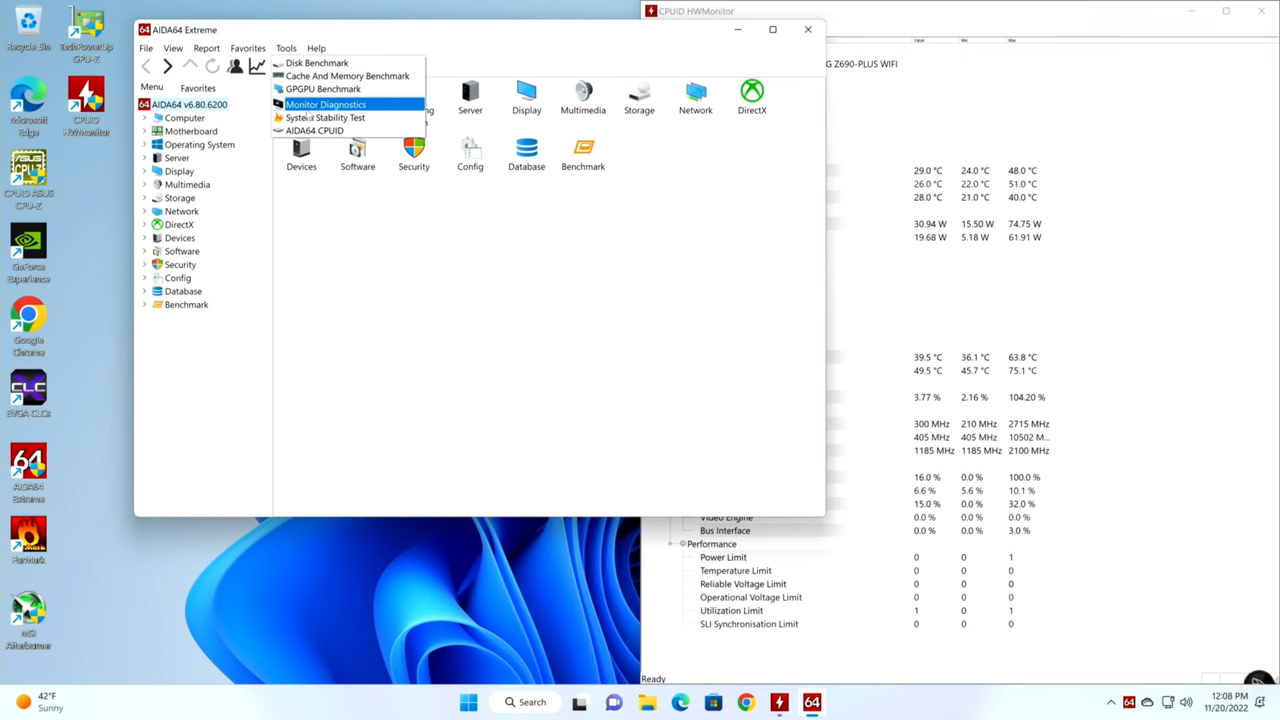 Recycle Bin
TechPowerUp GPU-Z
Microsoft Edge
CPUID HWMonitor
CPUID ASUS CPU-Z
GeForce Experience
Google Chrome
EVGA CLCx
AIDA64 Extreme
FurMark
MSI Afterburner
64 AIDA64 Extreme
File View Report Favorites Tools Help
Menu Favorites
64 AIDA64 v6.80.6200
Computer
Motherboard
Operating System
Server
Display
Multimedia
Storage
Network
DirectX
Devices
Software
Security
Config
Database
Benchmark
Disk Benchmark
Cache And Memory Benchmark
GPGPU Benchmark
Monitor Diagnostics
System Stability Test
AIDA64 CPUID
Server Display Multimedia Storage Network DirectX
Devices Software Security Config Database Benchmark
CPUID HWMonitor
Value Min Max
G Z690-PLUS WIFI
29.0 °C 24.0 °C 48.0 °C
26.0 °C 22.0 °C 51.0 °C
28.0 °C 21.0 °C 40.0 °C
30.94 W 15.50 W 74.75 W
19.68 W 5.18 W 61.91 W
39.5 °C 36.1 °C 63.8 °C
49.5 °C 45.7 °C 75.1 °C
3.77 % 2.16 % 104.20 %
300 MHz 210 MHz 2715 MHz
405 MHz 405 MHz 10502 M...
1185 MHz 1185 MHz 2100 MHz
16.0 % 0.0 % 100.0 %
6.6 % 5.6 % 10.1 %
15.0 % 0.0 % 32.0 %
Video Engine 0.0 % 0.0 % 0.0 %
Bus Interface 0.0 % 0.0 % 3.0 %
Performance
Power Limit 0 0 1
Temperature Limit 0 0 0
Reliable Voltage Limit 0 0 0
Operational Voltage Limit 0 0 0
Utilization Limit 1 0 1
SLI Synchronisation Limit 0 0 0
Ready
42°F
Sunny
Search
64
64
12:08 PM
11/20/2022